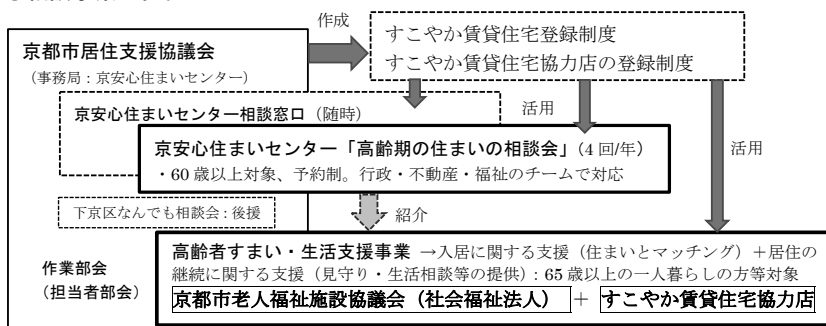 作成
京都市居住支援協議会
(事務局：京安心住まいセンター)
すこやか賃貸住宅登録制度
すこやか賃貸住宅協力店の登録制度
京安心住まいセンター相談窓口（随時）
活用
京安心住まいセンター「高齢期の住まいの相談会」（4回/年）
・60歳以上対象、予約制。行政・不動産・福祉のチームで対応
活用
下京区なんでも相談会：後援
紹介
作業部会
（担当者部会）
高齢者すまい・生活支援事業 →入居に関する支援（住まいとマッチング）＋居住の
継続に関する支援（見守り・生活相談等の提供）：65歳以上の一人暮らしの方等対象
京都市老人福祉施設協議会（社会福祉法人） ＋ すこやか賃貸住宅協力店